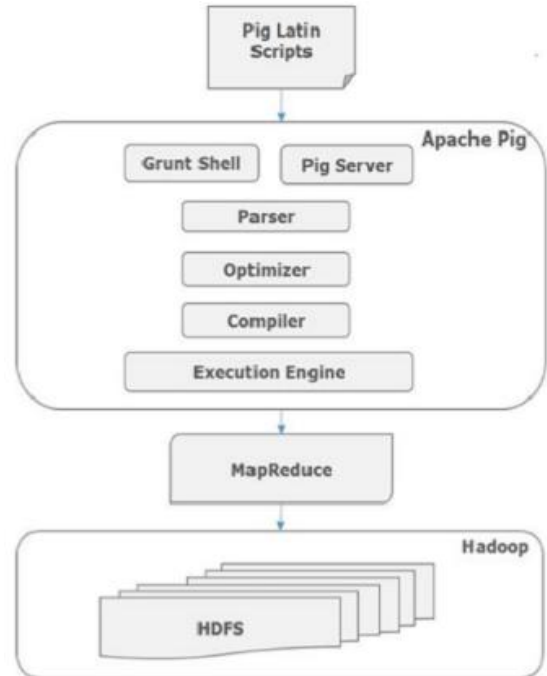 Pig Latin
Scripts
Apache Pig
Grunt Shell
Pig Server
Parser
Optimizer
Compiler
Execution Engine
MapReduce
Hadoop
HDFS